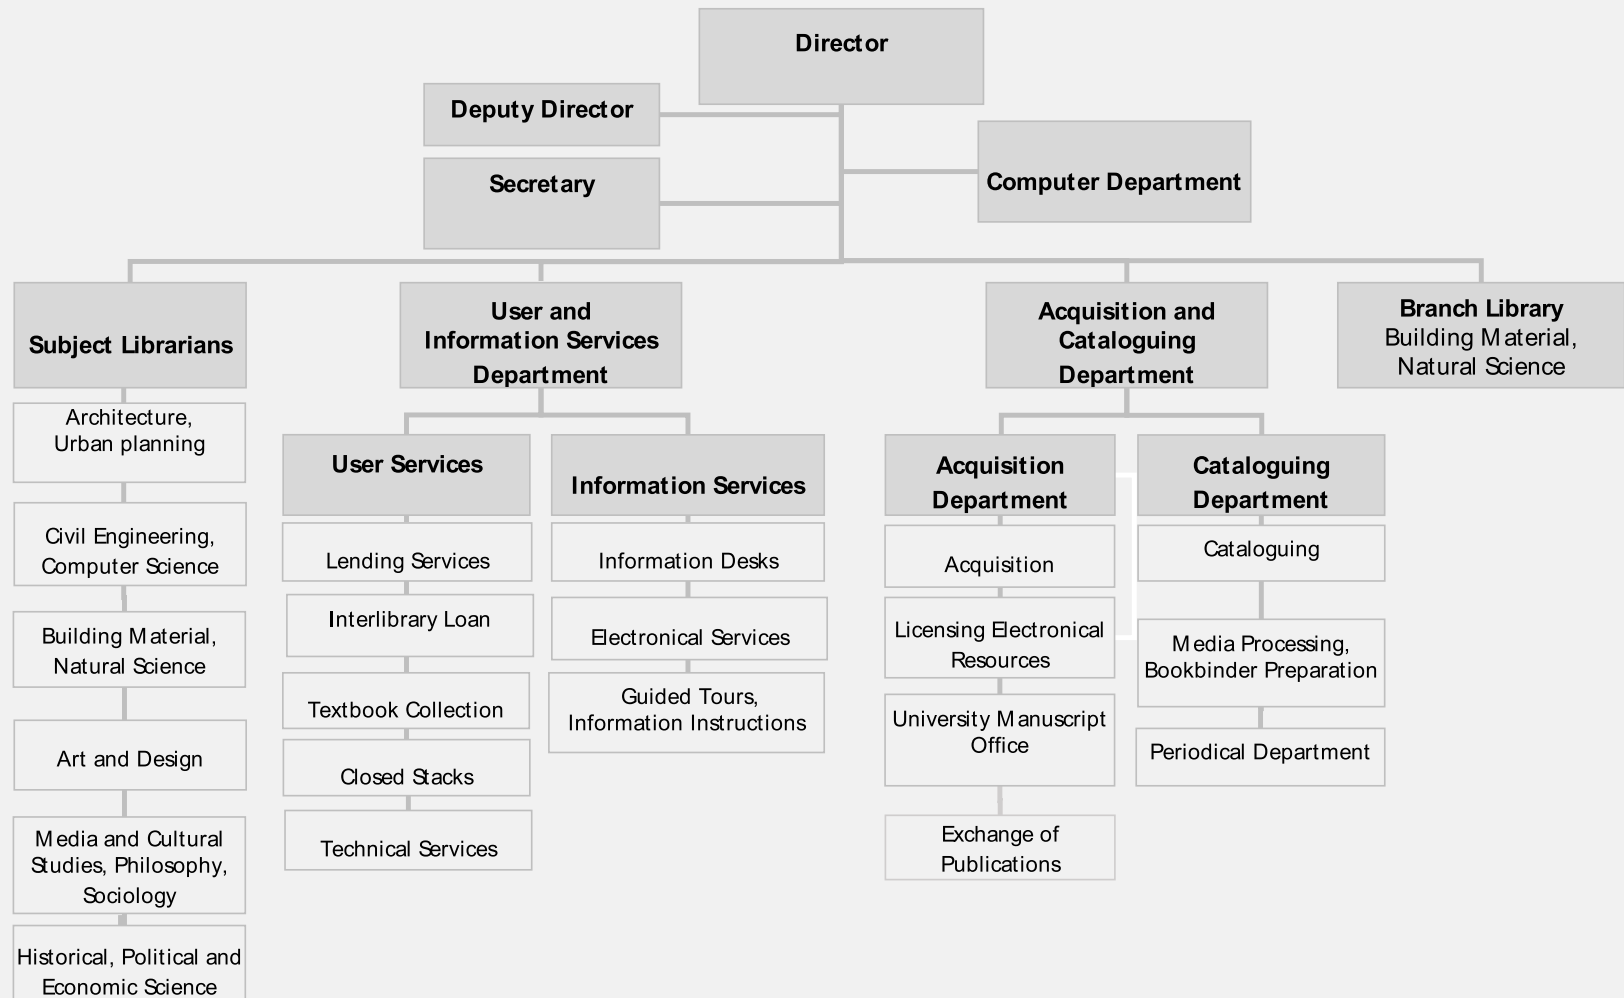 Director
Deputy Director
Secretary
Computer Department
Subject Librarians
Architecture,
Urban planning
Civil Engineering,
Computer Science
Building Material,
Natural Science
Art and Design
Media and Cultural
Studies, Philosophy,
Sociology
Historical, Political and
Economic Science
User and
Information Services
Department
User Services
Lending Services
Interlibrary Loan
Textbook Collection
Closed Stacks
Technical Services
Information Services
Information Desks
Electronical Services
Guided Tours,
Information Instructions
Acquisition and
Cataloguing
Department
Acquisition
Department
Acquisition
Licensing Electronical
Resources
University Manuscript
Office
Exchange of
Publications
Cataloguing
Department
Cataloguing
Media Processing,
Bookbinder Preparation
Periodical Department
Branch Library
Building Material,
Natural Science